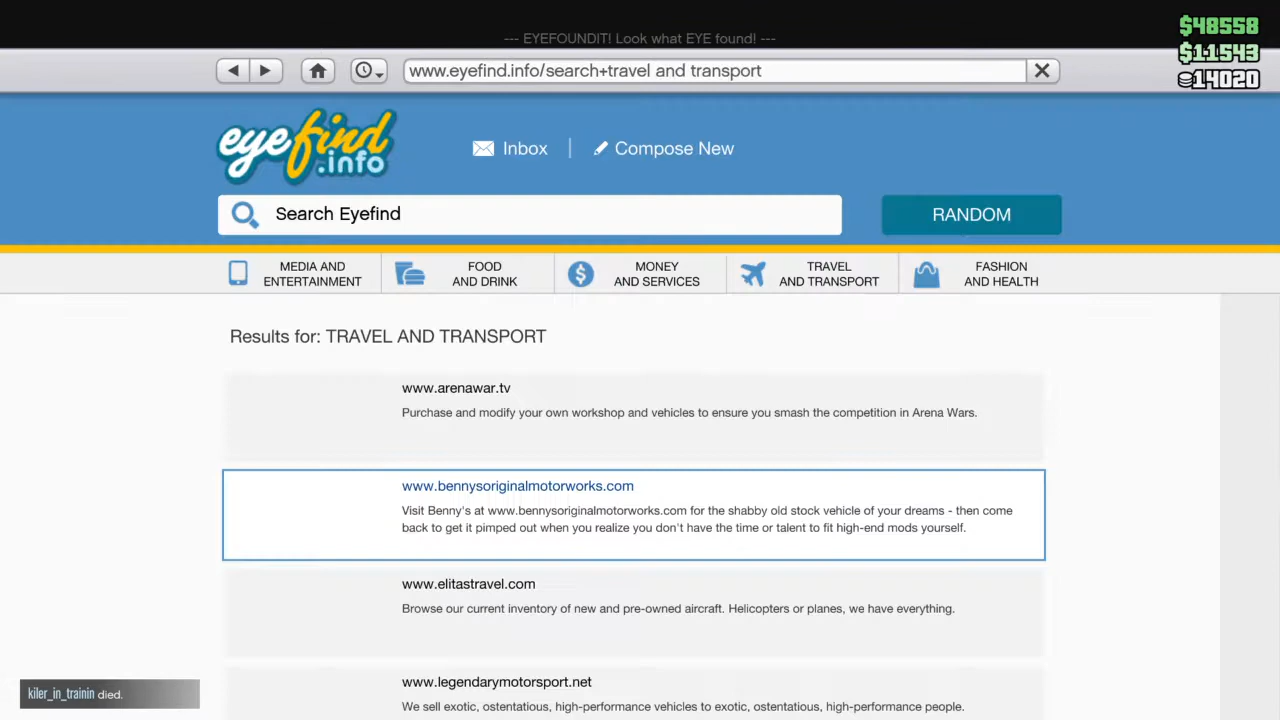 --- EYEFOUNDIT! Look what EYE found! ---
$48558
$11543
14020
www.eyefind.info/search+travel and transport
eyefind
.info
Inbox
Compose New
Search Eyefind
RANDOM
MEDIA AND
ENTERTAINMENT
FOOD
AND DRINK
MONEY
AND SERVICES
TRAVEL
AND TRANSPORT
FASHION
AND HEALTH
Results for: TRAVEL AND TRANSPORT
www.arenawar.tv
Purchase and modify your own workshop and vehicles to ensure you smash the competition in Arena Wars.
www.bennysoriginalmotorworks.com
Visit Benny's at www.bennysoriginalmotorworks.com for the shabby old stock vehicle of your dreams - then come
back to get it pimped out when you realize you don't have the time or talent to fit high-end mods yourself.
www.elitastravel.com
Browse our current inventory of new and pre-owned aircraft. Helicopters or planes, we have everything.
www.legendarymotorsport.net
We sell exotic, ostentatious, high-performance vehicles to exotic, ostentatious, high-performance people.
kiler_in_trainin died.